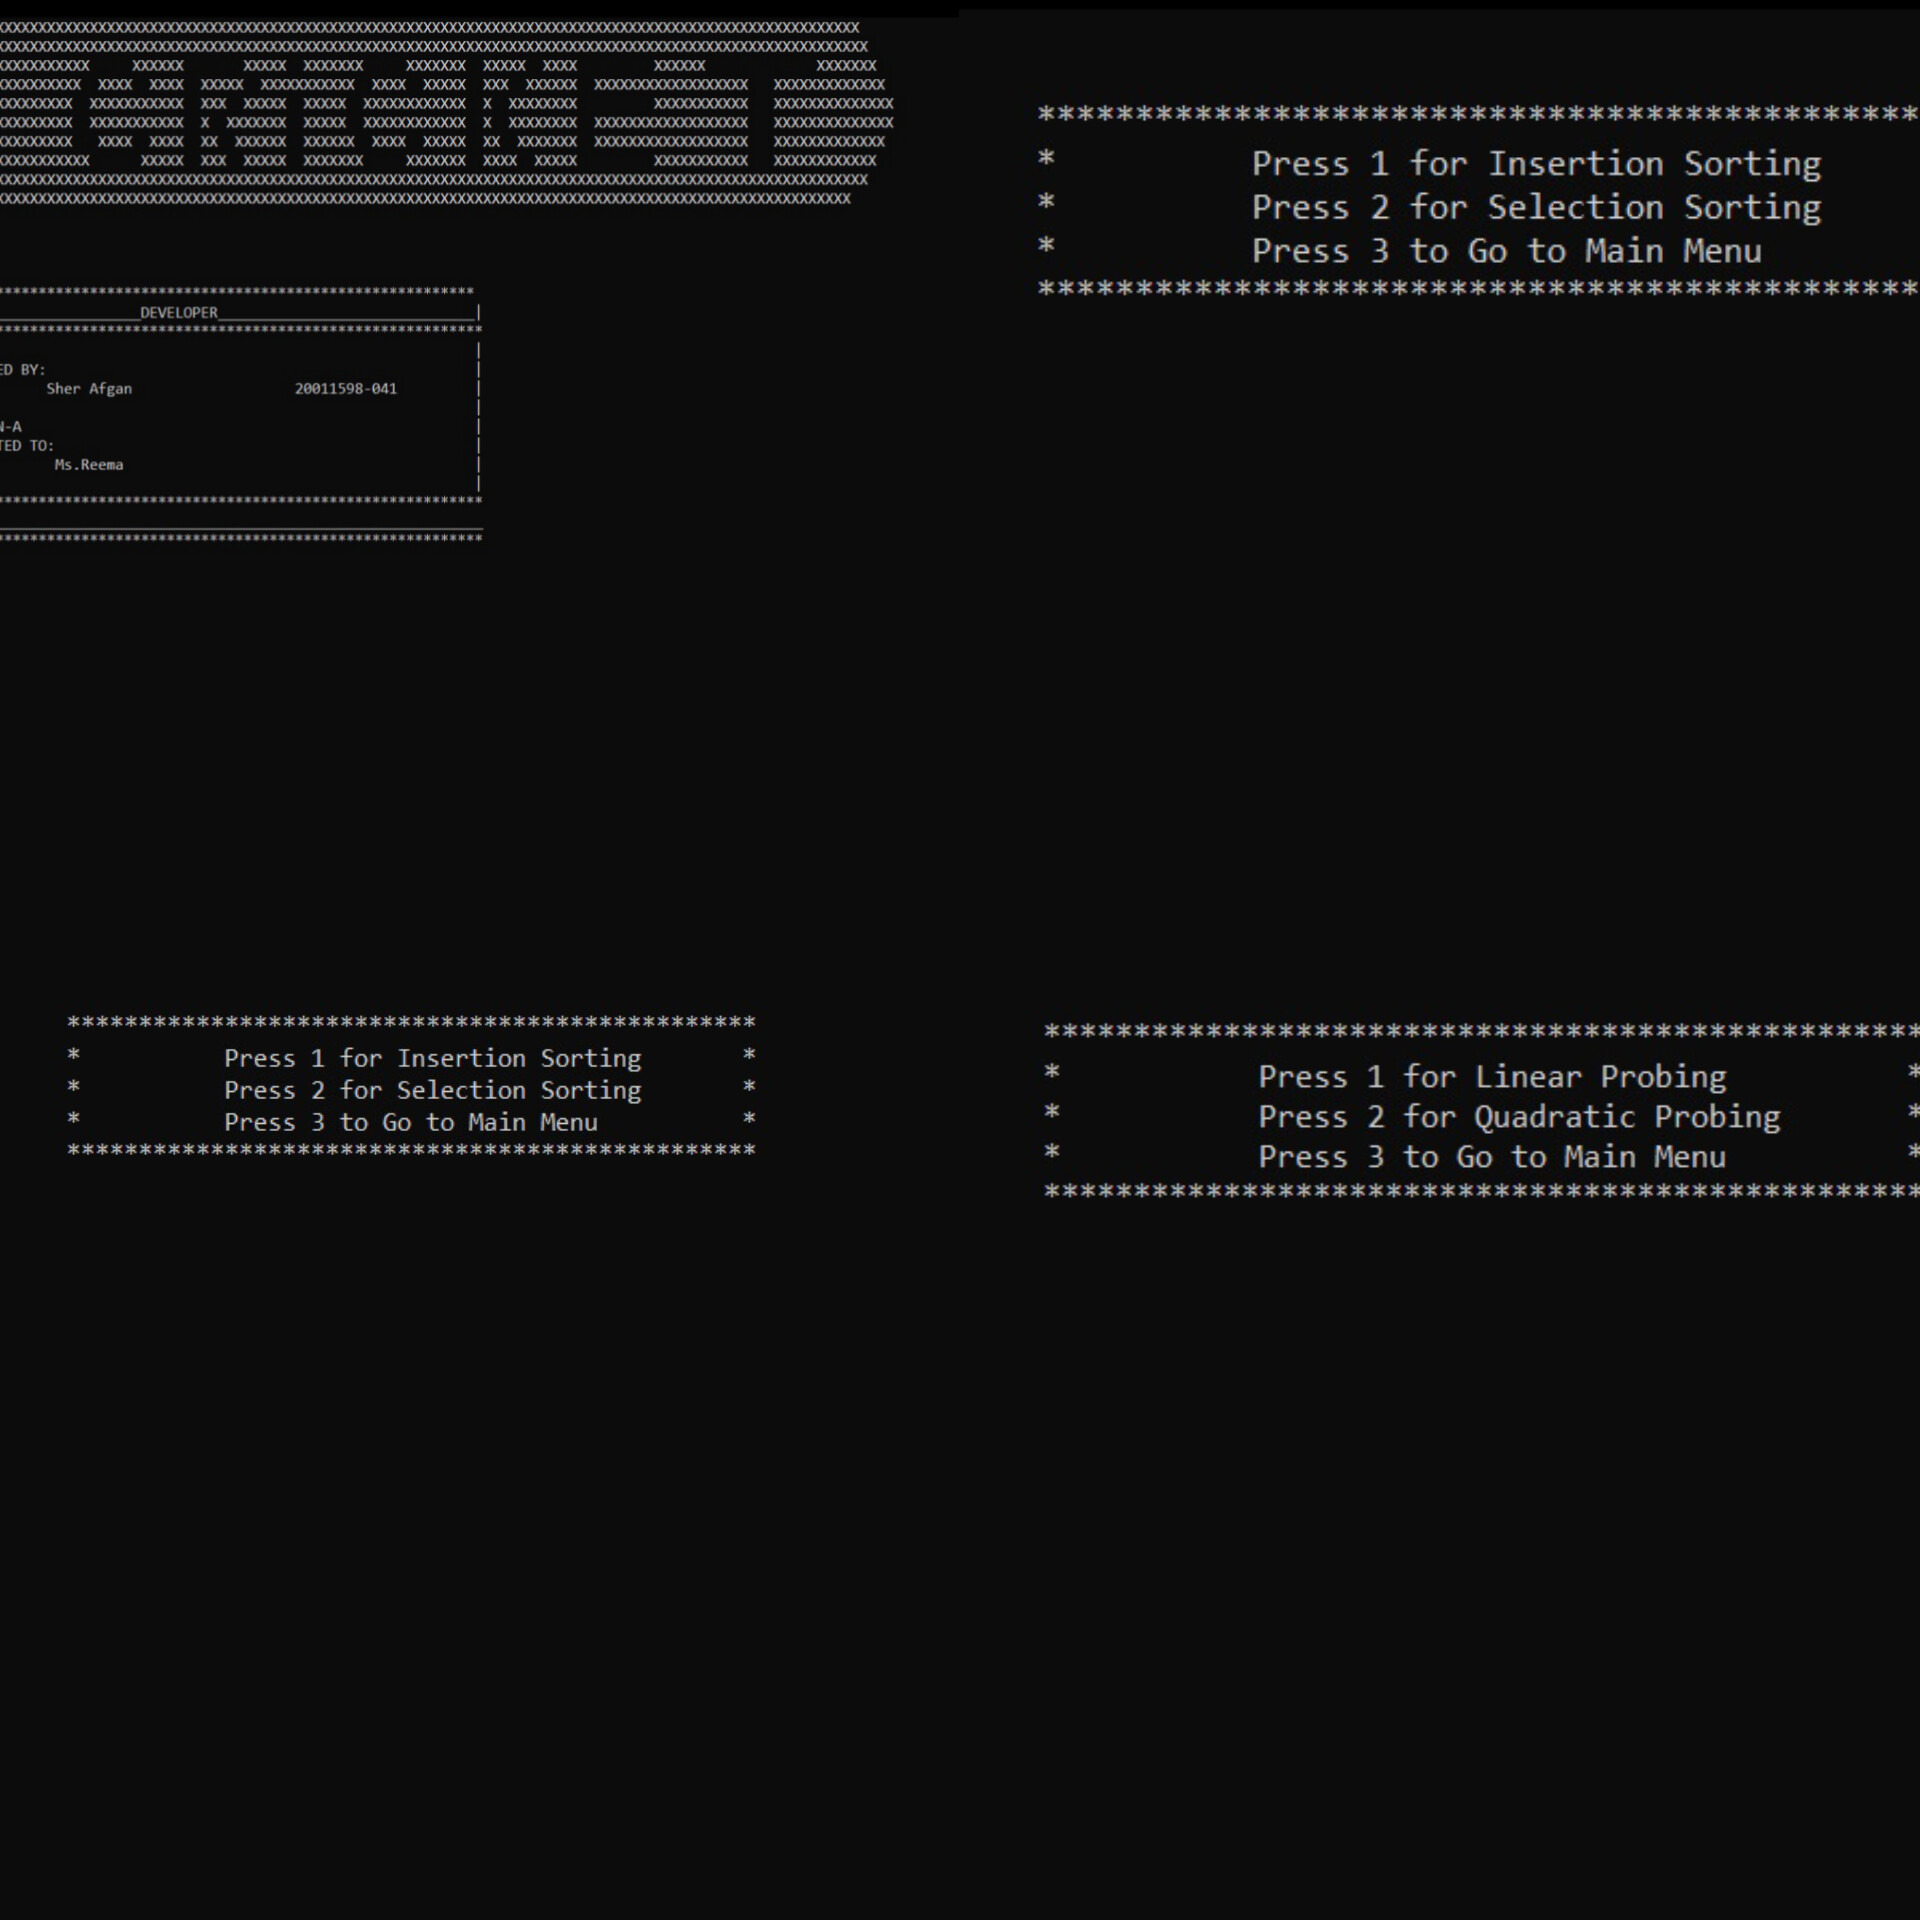 DEVELOPER
ED BY:
Sher Afgan 20011598-041
N-A
TED TO:
Ms.Reema
Press 1 for Insertion Sorting
Press 2 for Selection Sorting
Press 3 to Go to Main Menu
Press 1 for Insertion Sorting
Press 2 for Selection Sorting
Press 3 to Go to Main Menu
Press 1 for Linear Probing
Press 2 for Quadratic Probing
Press 3 to Go to Main Menu